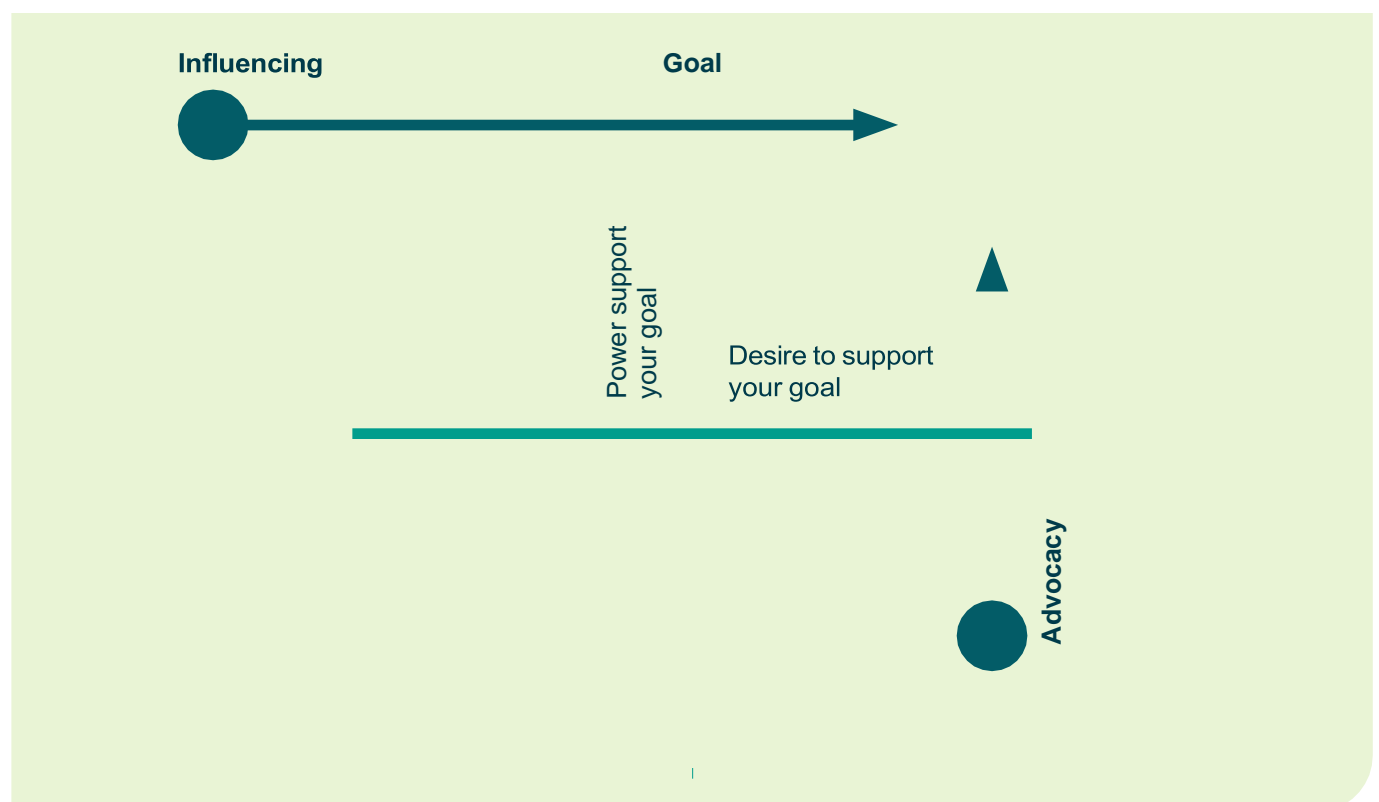 Influencing
Goal
Power support
your goal
Desire to support
your goal
Advocacy